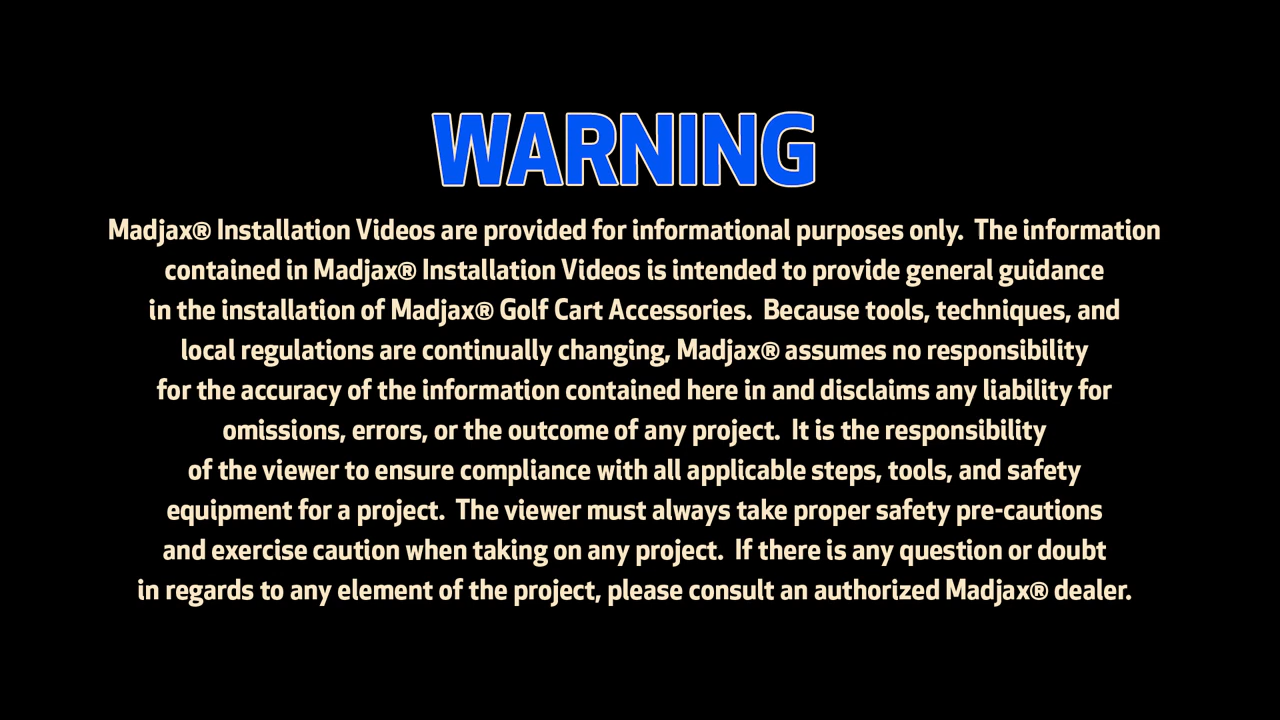 WARNING
Madjax® Installation Videos are provided for informational purposes only.  The information
contained in Madjax® Installation Videos is intended to provide general guidance
in the installation of Madjax® Golf Cart Accessories.  Because tools, techniques, and
local regulations are continually changing, Madjax® assumes no responsibility
for the accuracy of the information contained here in and disclaims any liability for
omissions, errors, or the outcome of any project.  It is the responsibility
of the viewer to ensure compliance with all applicable steps, tools, and safety
equipment for a project.  The viewer must always take proper safety pre-cautions
and exercise caution when taking on any project.  If there is any question or doubt
in regards to any element of the project, please consult an authorized Madjax® dealer.